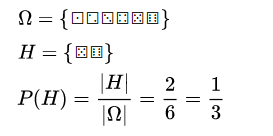 Ω = {⚀⚁⚂⚃⚄⚅}
H = {⚄⚅}
P(H) = |H| / |Ω| = 2/6 = 1/3